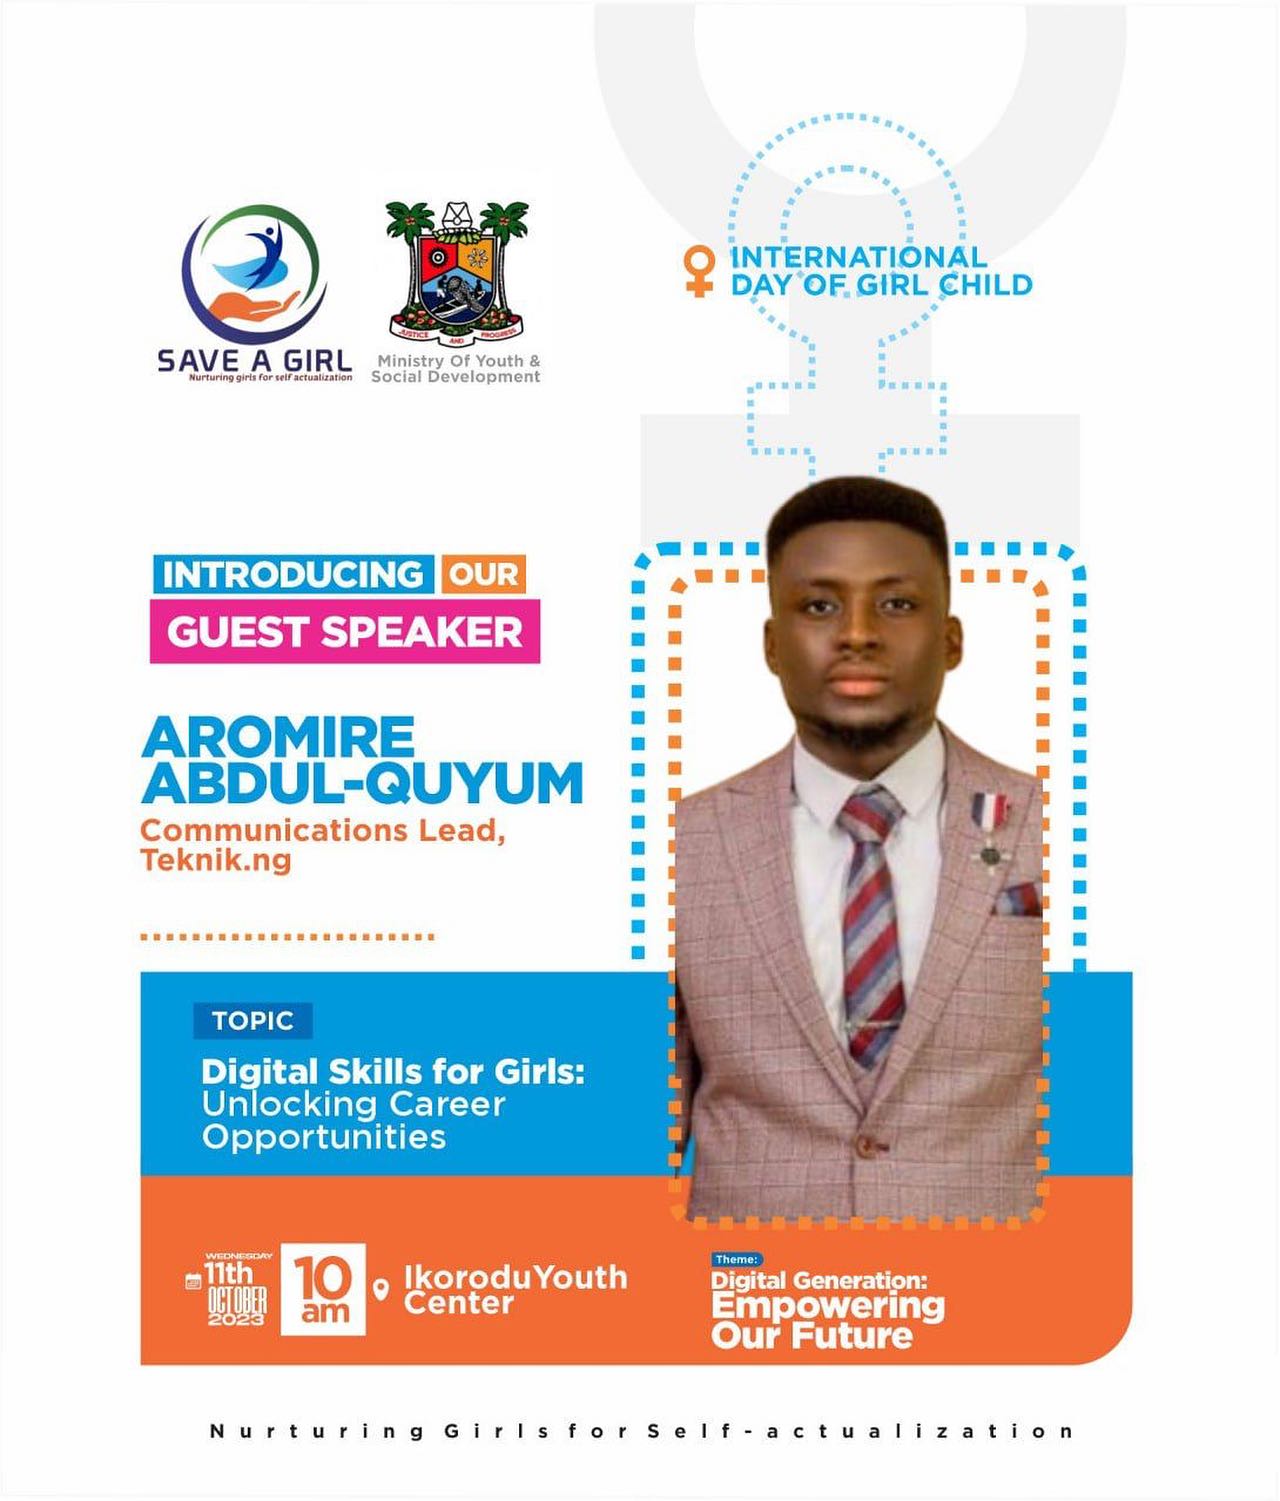 SAVE A GIRL
Nurturing girls for self actualization
JUSTICE AND PROGRESS
Ministry Of Youth &
Social Development
INTERNATIONAL
DAY OF GIRL CHILD
INTRODUCING OUR
GUEST SPEAKER
AROMIRE
ABDUL-QUYUM
Communications Lead,
Teknik.ng
TOPIC
Digital Skills for Girls:
Unlocking Career
Opportunities
WEDNESDAY
11th
OCTOBER
2023
10
am
Ikorodu Youth
Center
Theme:
Digital Generation:
Empowering
Our Future
Nurturing Girls for Self-actualization